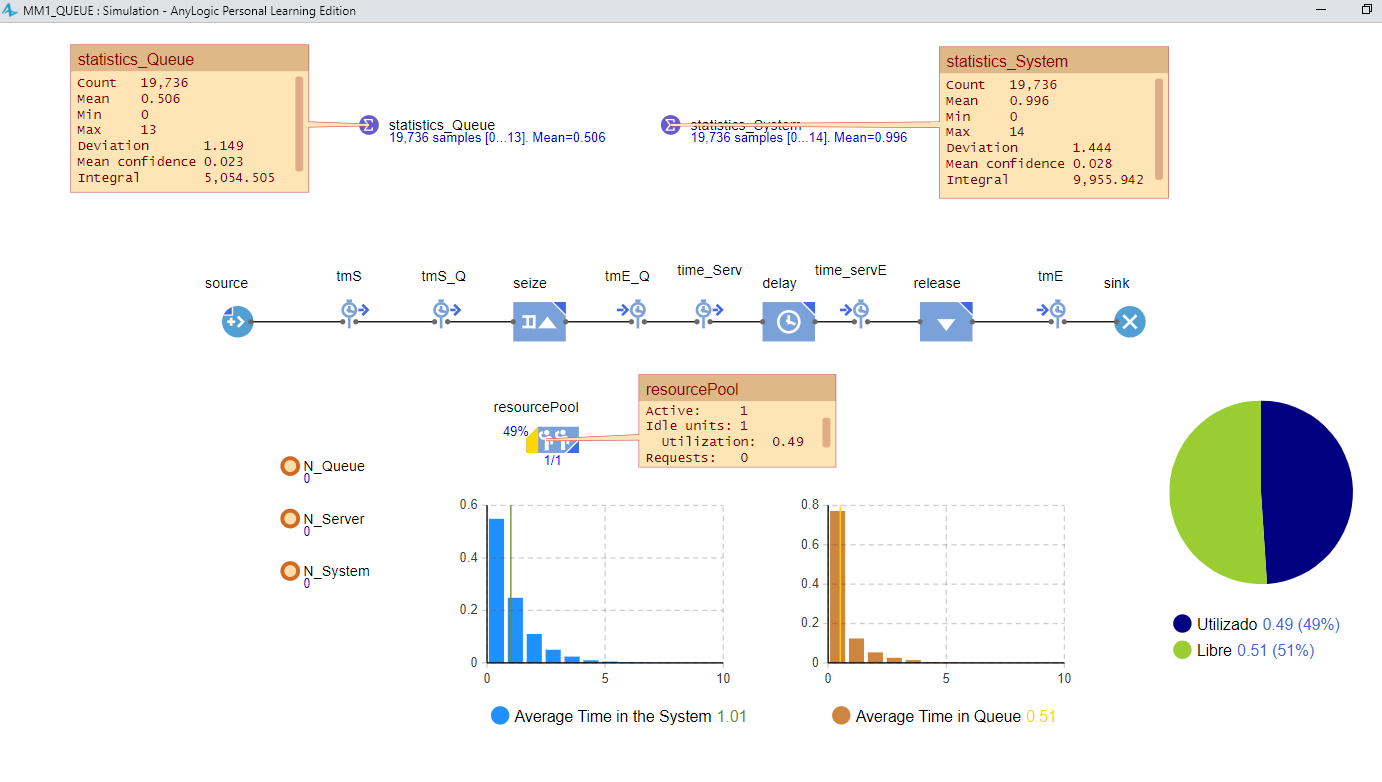 MM1_QUEUE : Simulation - AnyLogic Personal Learning Edition
statistics_Queue
Count 19,736
Mean 0.506
Min 0
Max 13
Deviation 1.149
Mean confidence 0.023
Integral 5,054.505
statistics_Queue
19,736 samples [0...13]. Mean=0.506
statistics_System
19,736 samples [0...14]. Mean=0.996
statistics_System
Count 19,736
Mean 0.996
Min 0
Max 14
Deviation 1.444
Mean confidence 0.028
Integral 9,955.942
source
tmS
tmS_Q
seize
tmE_Q
time_Serv
delay
time_servE
release
tmE
sink
resourcePool
49%
1/1
resourcePool
Active: 1
Idle units: 1
Utilization: 0.49
Requests: 0
N_Queue
0
N_Server
0
N_System
0
0.6
0.4
0.2
0
0 5 10
Average Time in the System 1.01
0.8
0.6
0.4
0.2
0
0 5 10
Average Time in Queue 0.51
Utilizado 0.49 (49%)
Libre 0.51 (51%)